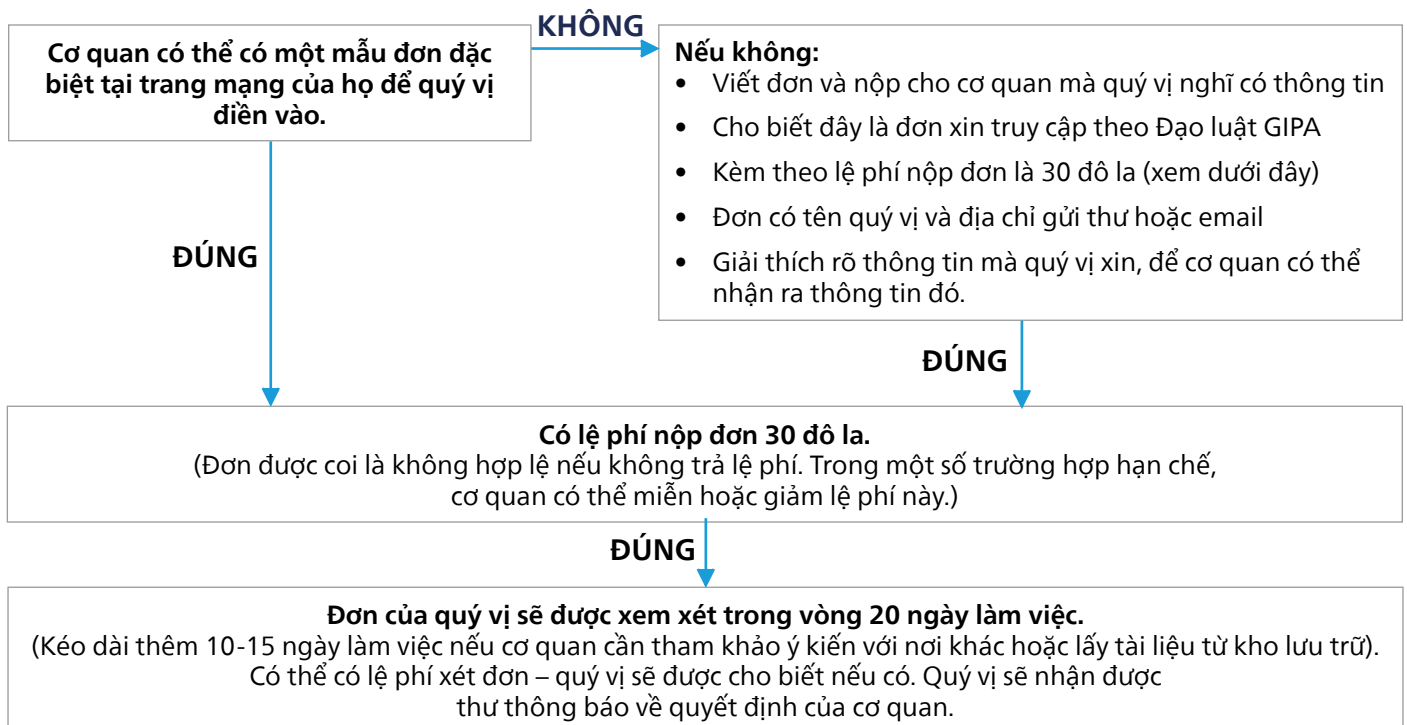 Cơ quan có thể có một mẫu đơn đặc
biệt tại trang mạng của họ để quý vị
điền vào.
KHÔNG
Nếu không:
• Viết đơn và nộp cho cơ quan mà quý vị nghĩ có thông tin
• Cho biết đây là đơn xin truy cập theo Đạo luật GIPA
• Kèm theo lệ phí nộp đơn là 30 đô la (xem dưới đây)
• Đơn có tên quý vị và địa chỉ gửi thư hoặc email
• Giải thích rõ thông tin mà quý vị xin, để cơ quan có thể
nhận ra thông tin đó.
ĐÚNG
ĐÚNG
Có lệ phí nộp đơn 30 đô la.
(Đơn được coi là không hợp lệ nếu không trả lệ phí. Trong một số trường hợp hạn chế,
cơ quan có thể miễn hoặc giảm lệ phí này.)
ĐÚNG
Đơn của quý vị sẽ được xem xét trong vòng 20 ngày làm việc.
(Kéo dài thêm 10-15 ngày làm việc nếu cơ quan cần tham khảo ý kiến với nơi khác hoặc lấy tài liệu từ kho lưu trữ).
Có thể có lệ phí xét đơn – quý vị sẽ được cho biết nếu có. Quý vị sẽ nhận được
thư thông báo về quyết định của cơ quan.